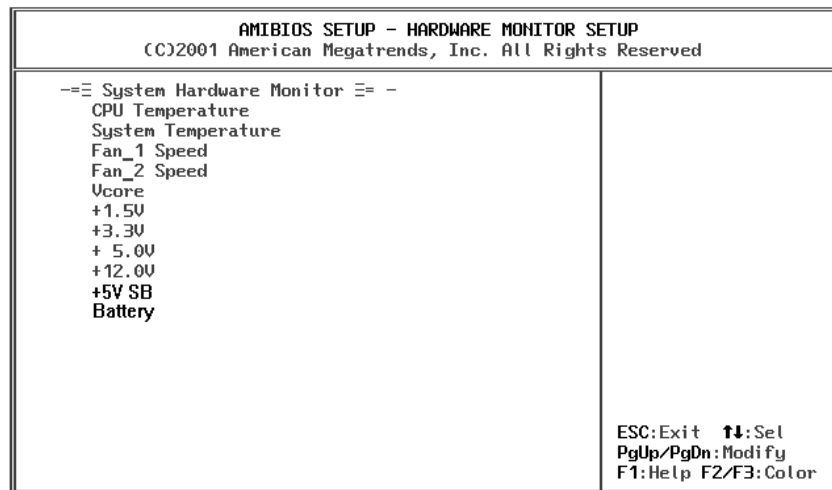 AMIBIOS SETUP - HARDWARE MONITOR SETUP
(C)2001 American Megatrends, Inc. All Rights Reserved
-=Ξ System Hardware Monitor Ξ= -
CPU Temperature
System Temperature
Fan_1 Speed
Fan_2 Speed
Vcore
+1.5V
+3.3V
+ 5.0V
+12.0V
+5V SB
Battery
ESC:Exit ↑↓:Sel
PgUp/PgDn:Modify
F1:Help F2/F3:Color